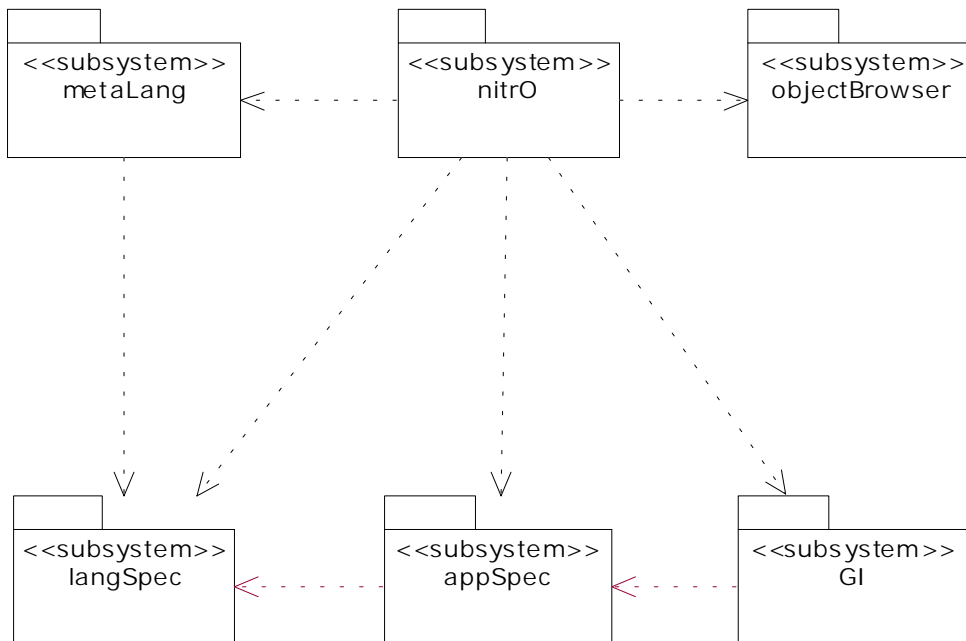 <<subsystem>>
metaLang
<<subsystem>>
nitrO
<<subsystem>>
objectBrowser
<<subsystem>>
langSpec
<<subsystem>>
appSpec
<<subsystem>>
GI